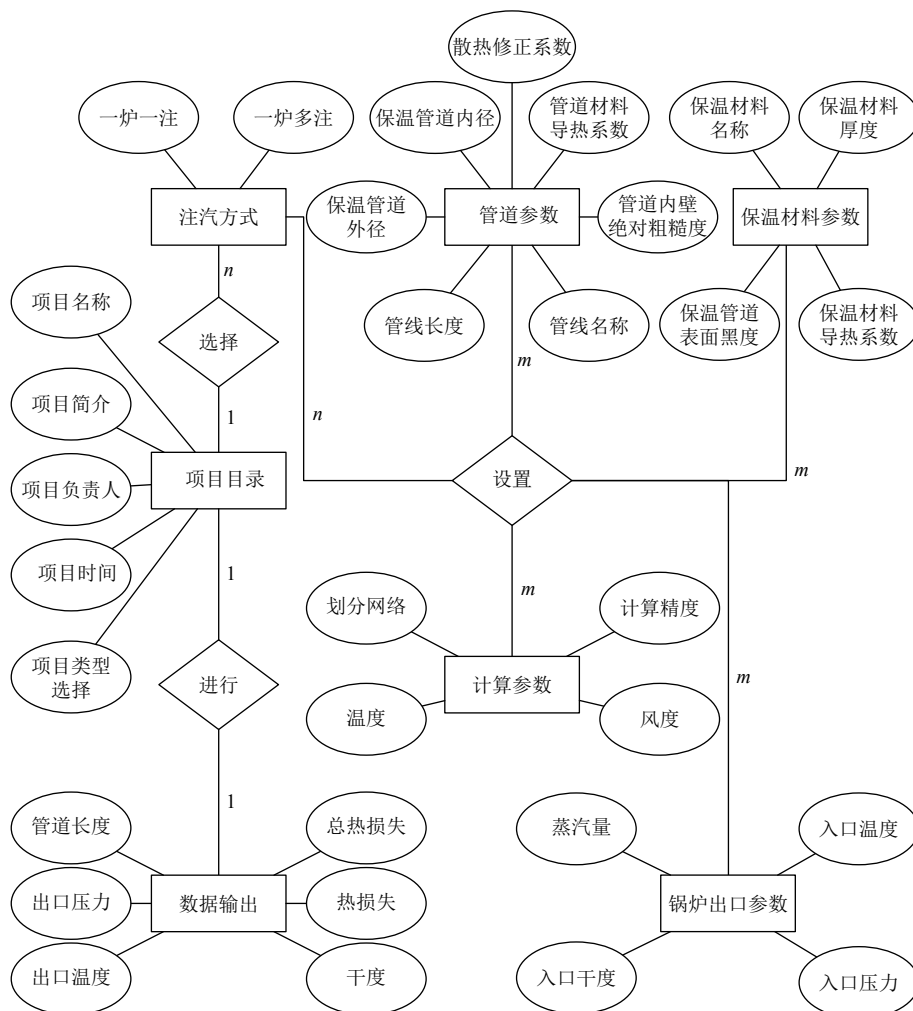 散热修正系数
一炉一注
一炉多注
保温管道内径
管道材料
导热系数
保温材料
名称
保温材料
厚度
注汽方式
保温管道
外径
管道参数
管道内壁
绝对粗糙度
保温材料参数
n
项目名称
选择
管线长度
管线名称
保温管道
表面黑度
保温材料
导热系数
m
项目简介
1
n
项目目录
设置
m
项目负责人
项目时间
1
m
划分网络
计算精度
项目类型
选择
进行
计算参数
m
温度
风度
1
管道长度
总热损失
蒸汽量
入口温度
出口压力
数据输出
热损失
锅炉出口参数
出口温度
干度
入口干度
入口压力